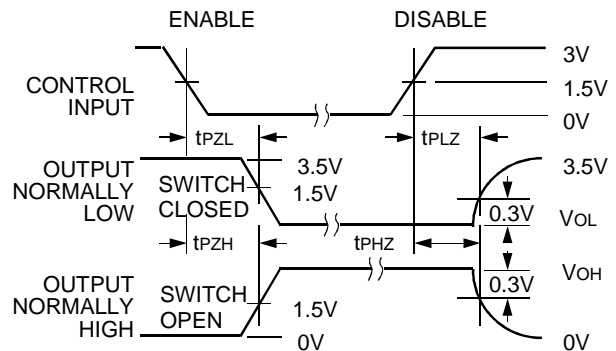 ENABLE DISABLE
3V
CONTROL
INPUT
1.5V
0V
tPZL tPLZ
OUTPUT
NORMALLY
LOW
SWITCH
CLOSED
3.5V
1.5V
3.5V
0.3V
VOL
tPZH tPHZ
OUTPUT
NORMALLY
HIGH
SWITCH
OPEN
1.5V
0V
VOH
0.3V
0V